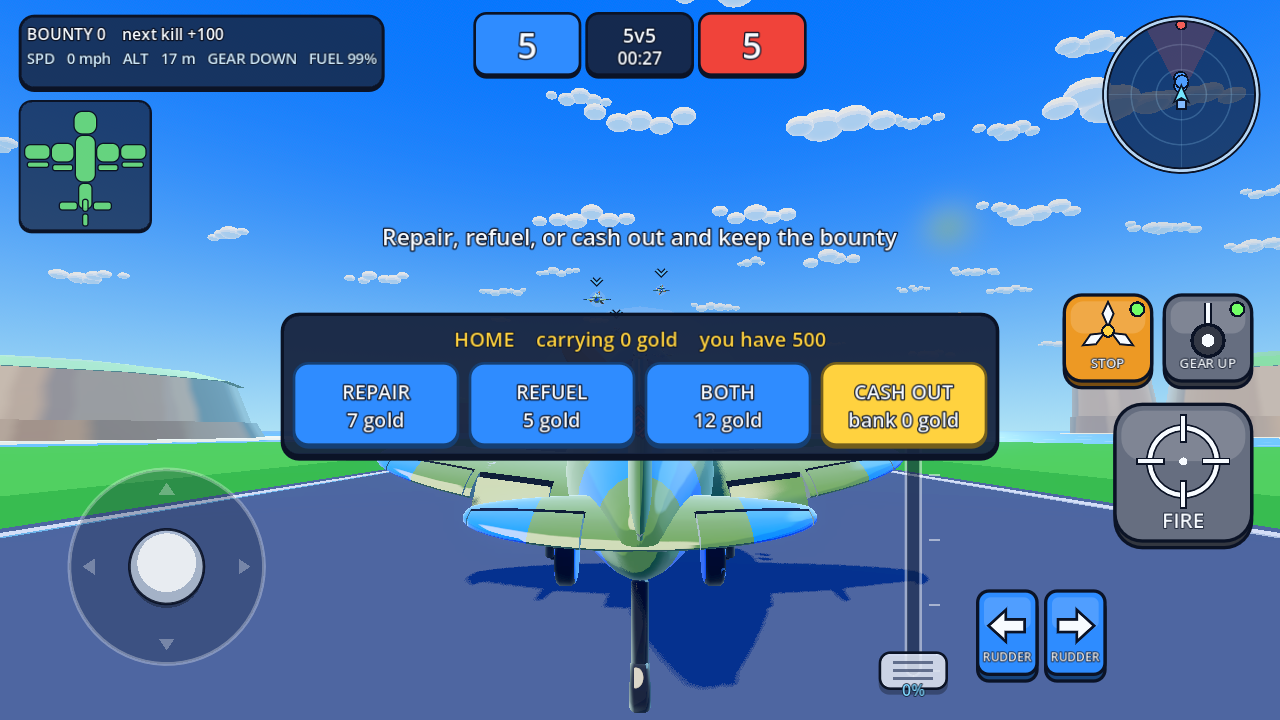 BOUNTY 0 next kill +100
SPD 0 mph ALT 17 m GEAR DOWN FUEL 99%
5
5v5
00:27
5
Repair, refuel, or cash out and keep the bounty
HOME carrying 0 gold you have 500
REPAIR
7 gold
REFUEL
5 gold
BOTH
12 gold
CASH OUT
bank 0 gold
STOP
GEAR UP
FIRE
RUDDER
RUDDER
0%